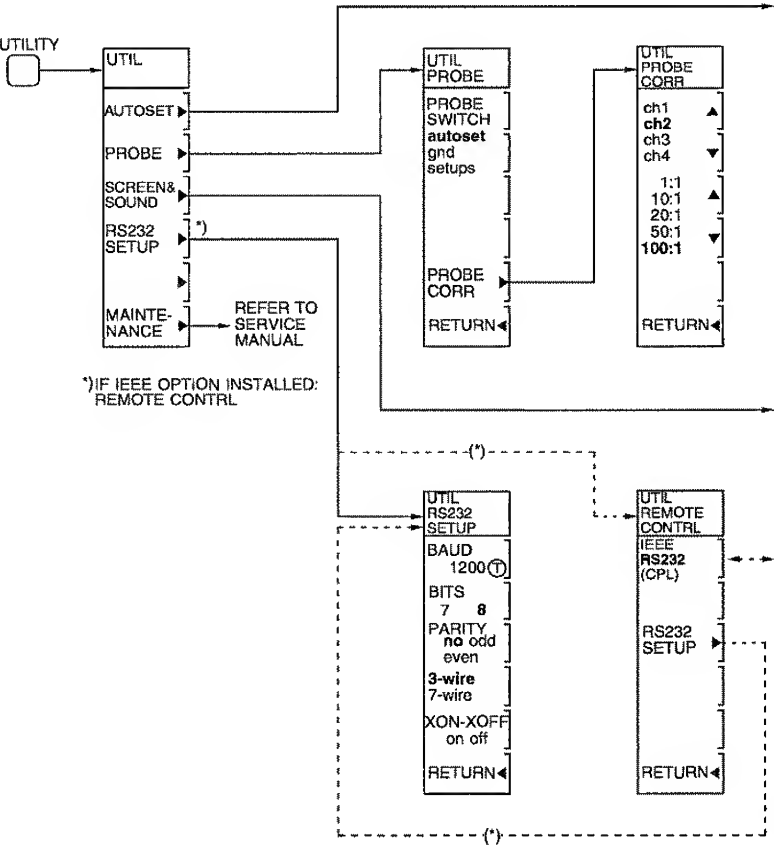 UTILITY
UTIL
AUTOSET
PROBE
SCREEN&
SOUND
RS232
SETUP
*)
MAINTE-
NANCE
REFER TO
SERVICE
MANUAL
*)IF IEEE OPTION INSTALLED:
REMOTE CONTRL
UTIL
PROBE
PROBE
SWITCH
autoset
gnd
setups
PROBE
CORR
RETURN
UTIL
PROBE
CORR
ch1
ch2
ch3
ch4
1:1
10:1
20:1
50:1
100:1
RETURN
(*)
UTIL
RS232
SETUP
BAUD
1200 T
BITS
7 8
PARITY
no odd
even
3-wire
7-wire
XON-XOFF
on off
RETURN
UTIL
REMOTE
CONTRL
IEEE
RS232
(CPL)
RS232
SETUP
RETURN
(*)